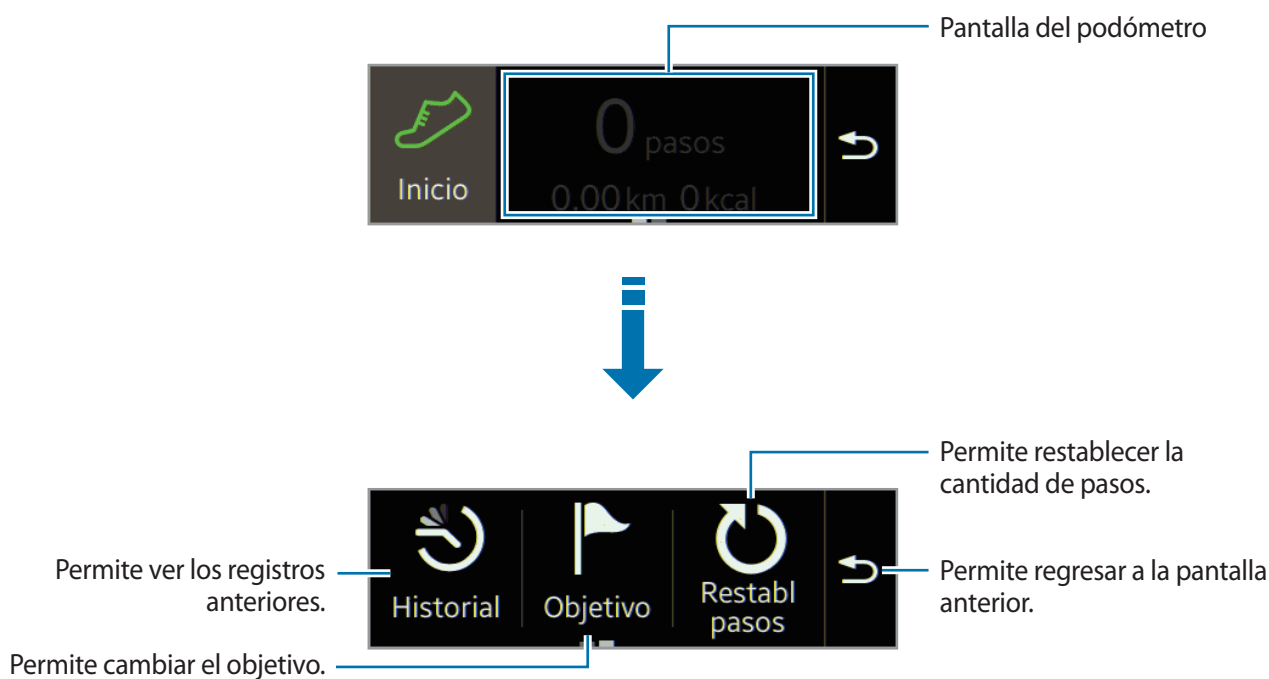 Pantalla del podómetro
0 pasos
Inicio
0.00 km 0 kcal
Permite restablecer la
cantidad de pasos.
Permite ver los registros
anteriores.
Historial
Objetivo
Restabl
pasos
Permite regresar a la pantalla
anterior.
Permite cambiar el objetivo.